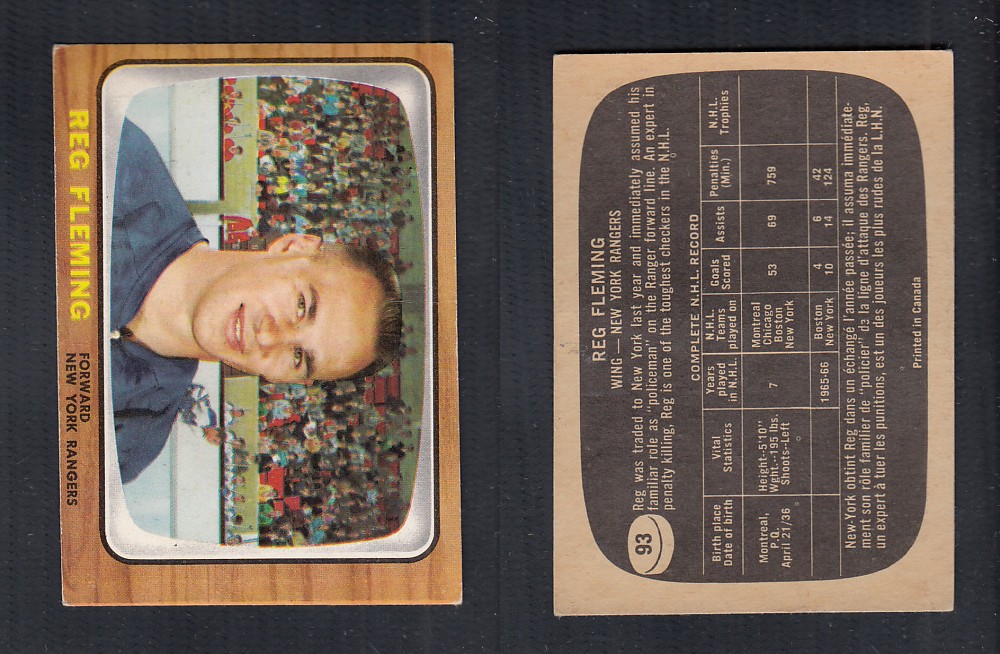 REG FLEMING
FORWARD
NEW YORK RANGERS
93
REG FLEMING
WING — NEW YORK RANGERS
Reg was traded to New York last year and immediately assumed his
familiar role as "policeman" on the Ranger forward line. An expert in
penalty killing, Reg is one of the toughest checkers in the N.H.L.
COMPLETE N.H.L. RECORD
Birth place
Date of birth
Vital
Statistics
Years
played
in N.H.L.
N.H.L.
Teams
played on
Goals
Scored
Assists
Penalties
(Min.)
N.H.L.
Trophies
Montreal,
P.Q.
April 21/36
Height--5'10"
Wght.--195 lbs.
Shoots--Left
7
Montreal
Chicago
Boston
New York
53
69
759
1965-66
Boston 4 6 42
New York 10 14 124
New-York obtint Reg dans un échangé l'année passée; il assuma immédiate-
ment son rôle familier de "policier" de la ligne d'attaque des Rangers. Reg,
un expert à tuer les punitions, est un des joueurs les plus rudes de la L.H.N.
Printed in Canada